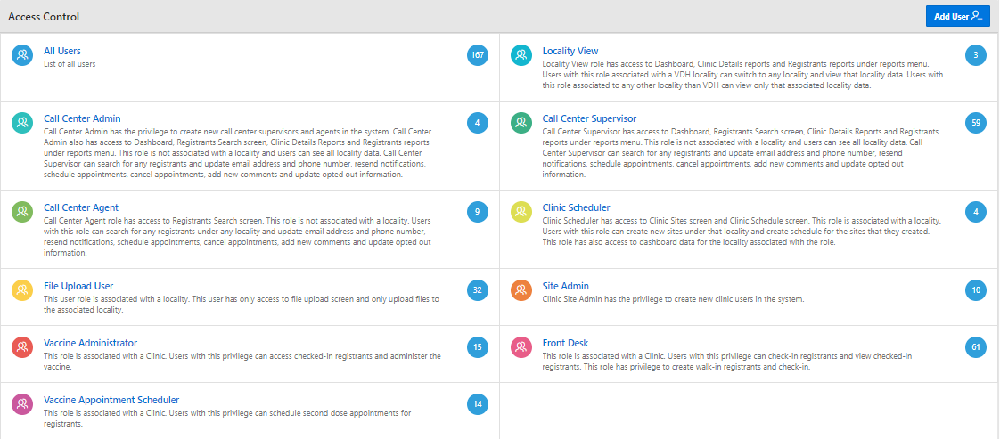 Access Control
Add User
All Users
167
List of all users
Locality View
3
Locality View role has access to Dashboard, Clinic Details reports and Registrants reports under reports menu.
Users with this role associated with a VDH locality can switch to any locality and view that locality data. Users with
this role associated to any other locality than VDH can view only that associated locality data.
Call Center Admin
4
Call Center Admin has the privilege to create new call center supervisors and agents in the system. Call Center
Admin also has access to Dashboard, Registrants Search screen, Clinic Details Reports and Registrants reports
under reports menu. This role is not associated with a locality and users can see all locality data. Call Center
Supervisor can search for any registrants and update email address and phone number, resend notifications,
schedule appointments, cancel appointments, add new comments and update opted out information.
Call Center Supervisor
59
Call Center Supervisor has access to Dashboard, Registrants Search screen, Clinic Details Reports and Registrants
reports under reports menu. This role is not associated with a locality and users can see all locality data. Call
Center Supervisor can search for any registrants and update email address and phone number, resend
notifications, schedule appointments, cancel appointments, add new comments and update opted out
information.
Call Center Agent
9
Call Center Agent role has access to Registrants Search screen. This role is not associated with a locality. Users
with this role can search for any registrants under any locality and update email address and phone number,
resend notifications, schedule appointments, cancel appointments, add new comments and update opted out
information.
Clinic Scheduler
4
Clinic Scheduler has access to Clinic Sites screen and Clinic Schedule screen. This role is associated with a locality.
Users with this role can create new sites under that locality and create schedule for the sites that they created.
This role has also access to dashboard data for the locality associated with the role.
File Upload User
32
This user role is associated with a locality. This user has only access to file upload screen and only upload files to
the associated locality.
Site Admin
10
Clinic Site Admin has the privilege to create new clinic users in the system.
Vaccine Administrator
15
This role is associated with a Clinic. Users with this privilege can access checked-in registrants and administer the
vaccine.
Front Desk
61
This role is associated with a Clinic. Users with this privilege can check-in registrants and view checked-in
registrants. This role has privilege to create walk-in registrants and check-in.
Vaccine Appointment Scheduler
14
This role is associated with a Clinic. Users with this privilege can schedule second dose appointments for
registrants.